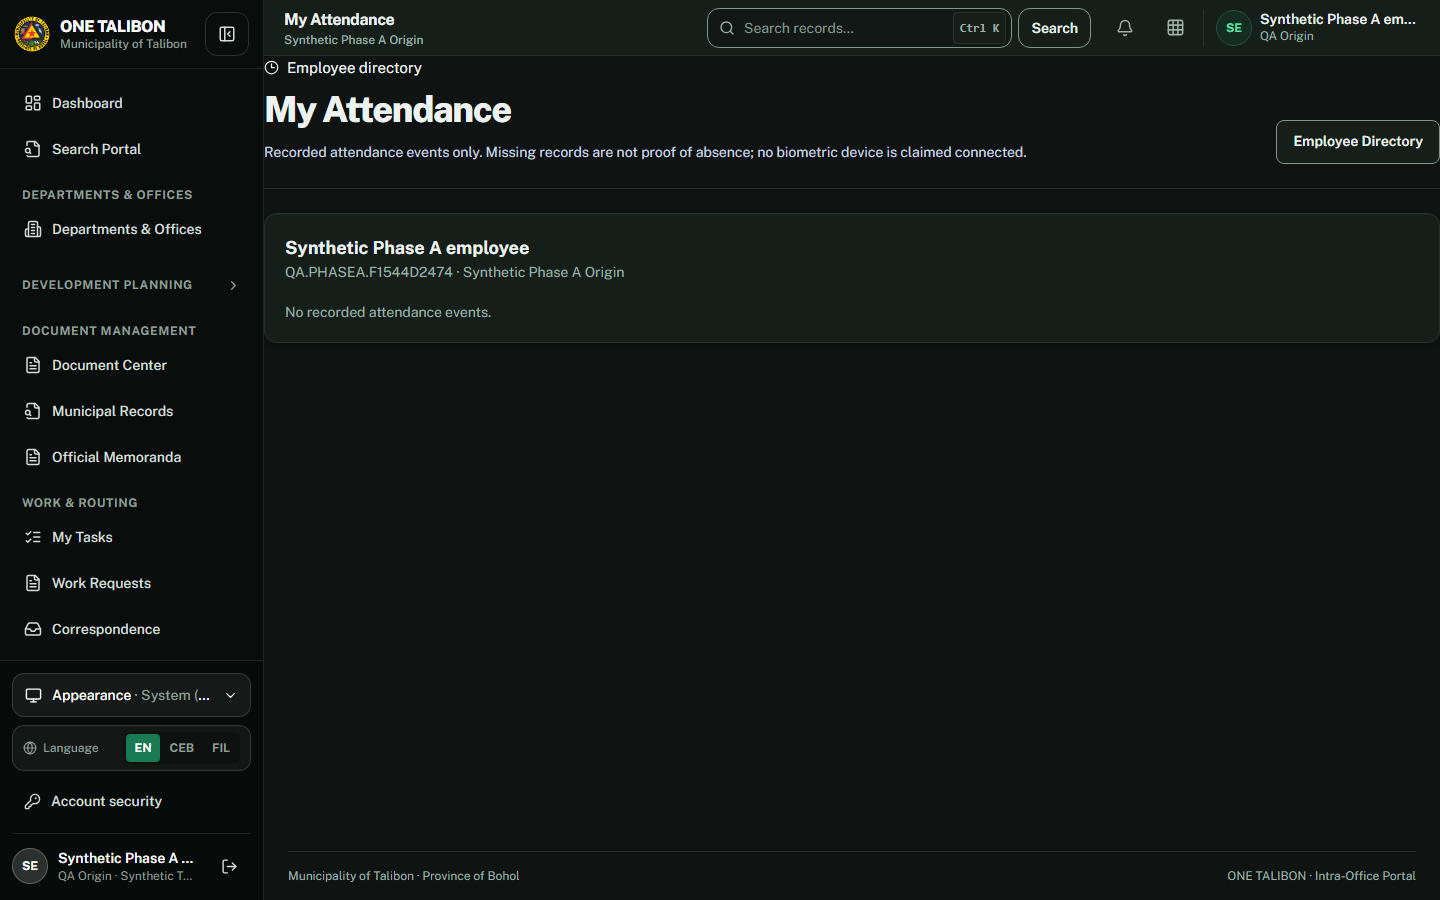 ONE TALIBON
Municipality of Talibon
Dashboard
Search Portal
DEPARTMENTS & OFFICES
Departments & Offices
DEVELOPMENT PLANNING
DOCUMENT MANAGEMENT
Document Center
Municipal Records
Official Memoranda
WORK & ROUTING
My Tasks
Work Requests
Correspondence
Appearance · System (...
Language EN CEB FIL
Account security
SE Synthetic Phase A ...
QA Origin · Synthetic T...
My Attendance
Synthetic Phase A Origin
Search records... Ctrl K Search
SE Synthetic Phase A em...
QA Origin
Employee directory
My Attendance
Recorded attendance events only. Missing records are not proof of absence; no biometric device is claimed connected.
Employee Directory
Synthetic Phase A employee
QA.PHASEA.F1544D2474 · Synthetic Phase A Origin
No recorded attendance events.
Municipality of Talibon · Province of Bohol
ONE TALIBON · Intra-Office Portal